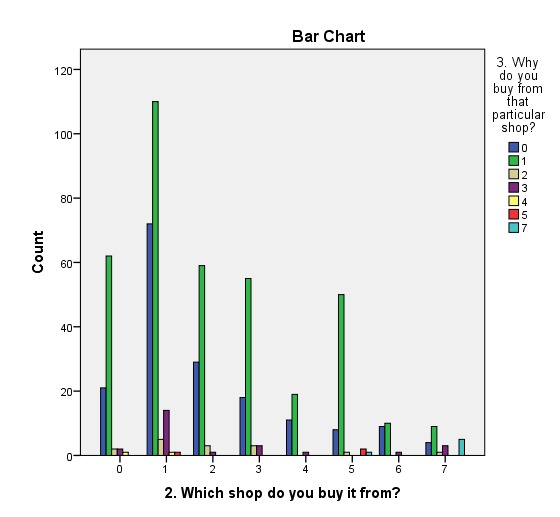 Bar Chart
3. Why
do you
buy from
that
particular
shop?
0
1
2
3
4
5
7
120
100
80
60
40
20
0
Count
0 1 2 3 4 5 6 7
2. Which shop do you buy it from?